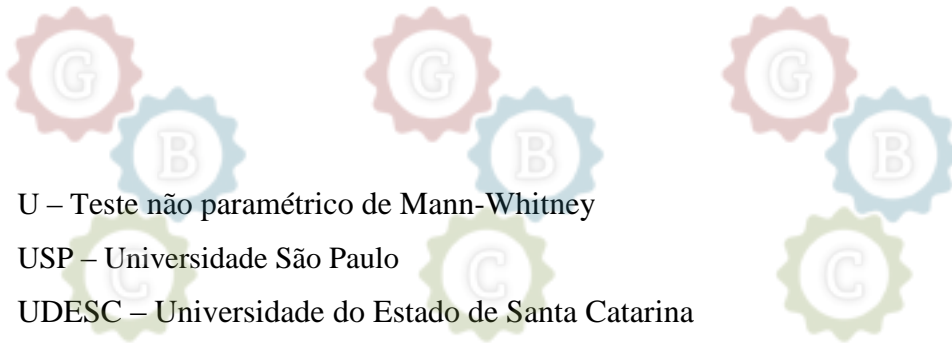 G G G
B B B
U – Teste não paramétrico de Mann-Whitney
USP – Universidade São Paulo
C C C
UDESC – Universidade do Estado de Santa Catarina